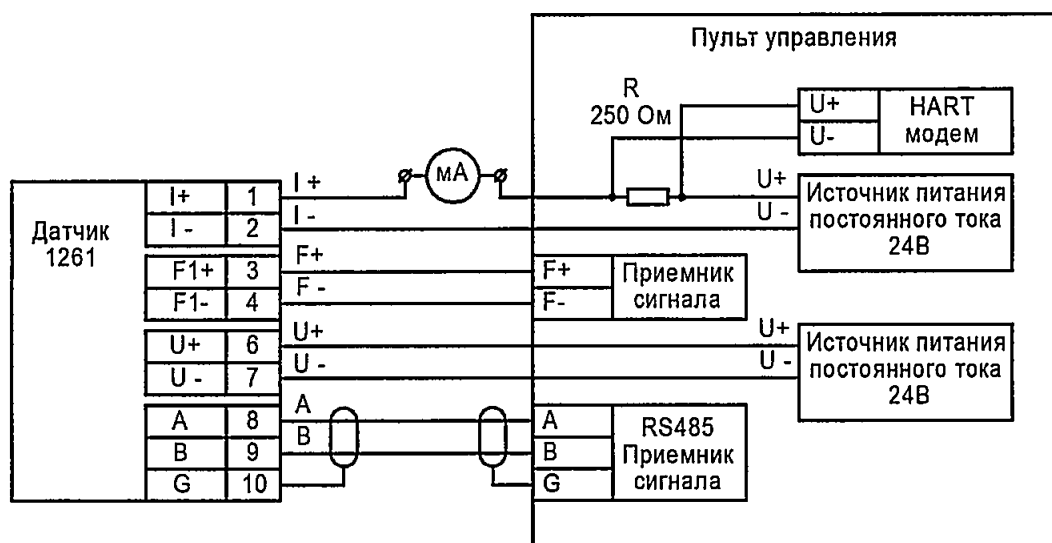 Пульт управления
R
250 Ом
U+
U-
HART
модем
мА
Датчик
1261
I+ 1
I - 2
I +
I -
U+
U -
Источник питания
постоянного тока
24В
F1+ 3
F1- 4
F+
F -
F+
F-
Приемник
сигнала
U+ 6
U - 7
U+
U -
U+
U -
Источник питания
постоянного тока
24В
A 8
B 9
G 10
A
B
A
B
G
RS485
Приемник
сигнала